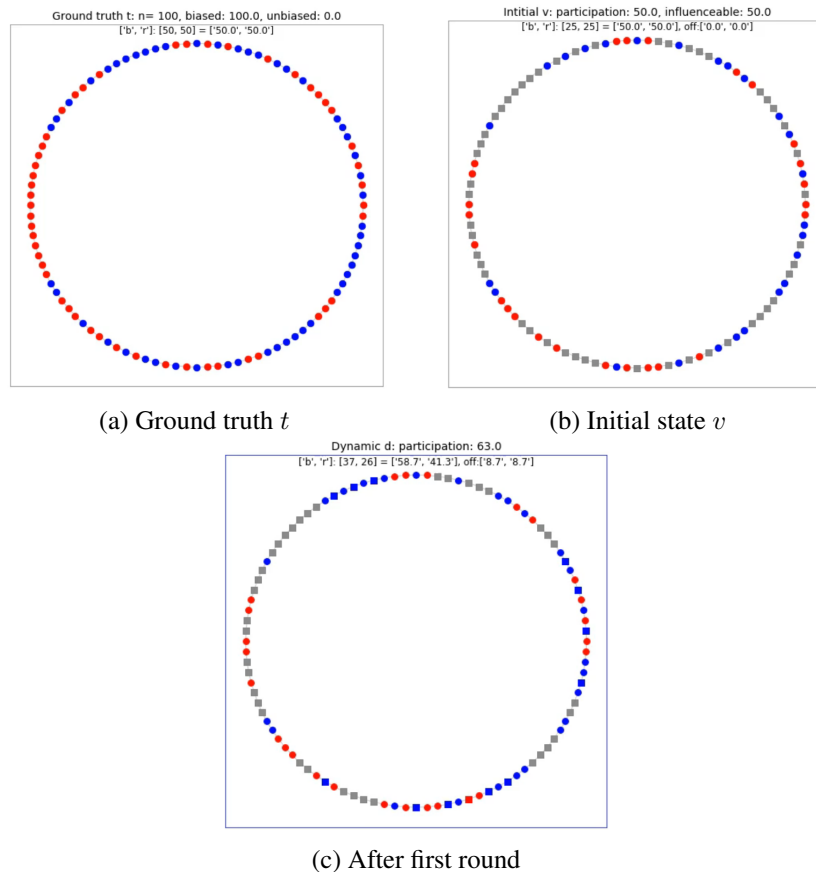 Ground truth t: n= 100, biased: 100.0, unbiased: 0.0
['b', 'r']: [50, 50] = ['50.0', '50.0']
Intitial v: participation: 50.0, influenceable: 50.0
['b', 'r']: [25, 25] = ['50.0', '50.0'], off:['0.0', '0.0']
(a) Ground truth t
(b) Initial state v
Dynamic d: participation: 63.0
['b', 'r']: [37, 26] = ['58.7', '41.3'], off:['8.7', '8.7']
(c) After first round